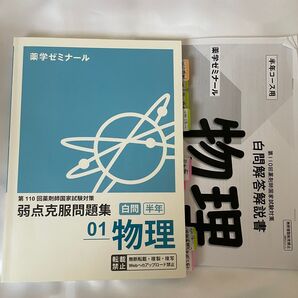 薬学ゼミナール
第110回薬剤師国家試験対策
弱点克服問題集
白問 半年
01 物理
転載禁止
無断転載・複製・複写
Webへのアップロード禁止
半年コース用
薬学ゼミナール
第110回薬剤師国家試験対策
白問解答解説書
物理